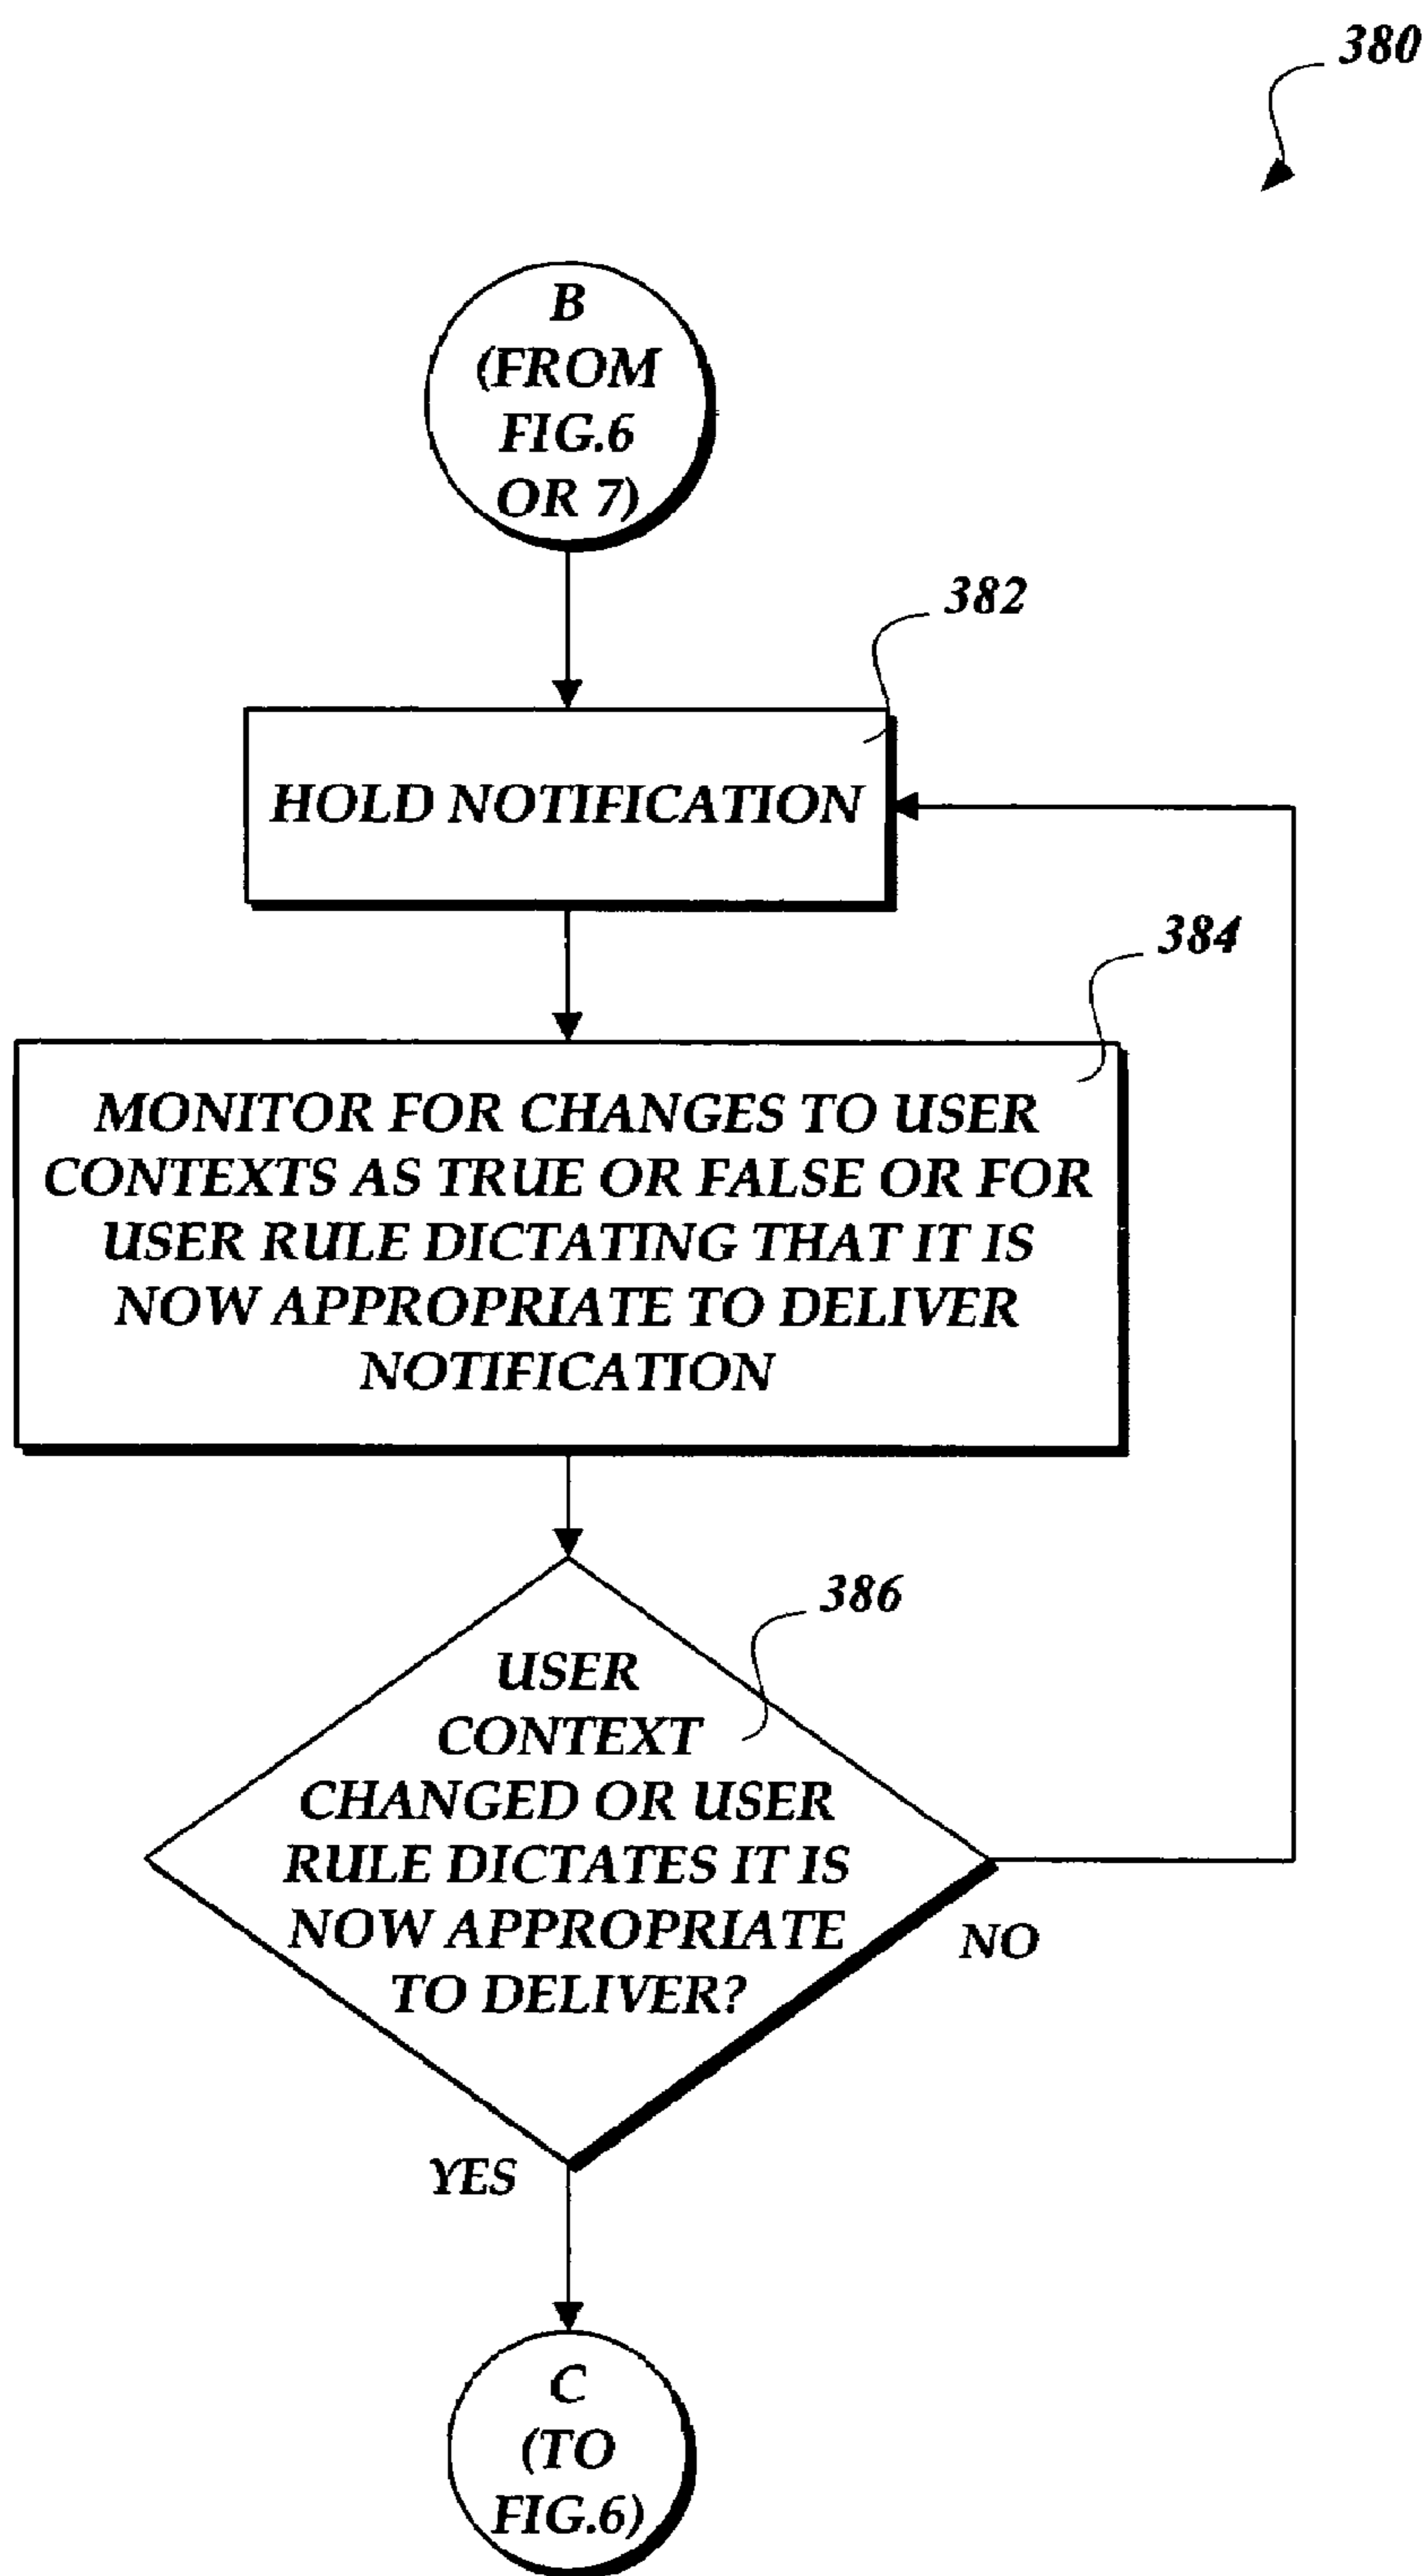 380
B
(FROM
FIG.6
OR 7)
382
HOLD NOTIFICATION
384
MONITOR FOR CHANGES TO USER
CONTEXTS AS TRUE OR FALSE OR FOR
USER RULE DICTATING THAT IT IS
NOW APPROPRIATE TO DELIVER
NOTIFICATION
386
USER
CONTEXT
CHANGED OR USER
RULE DICTATES IT IS
NOW APPROPRIATE
TO DELIVER?
NO
YES
C
(TO
FIG.6)